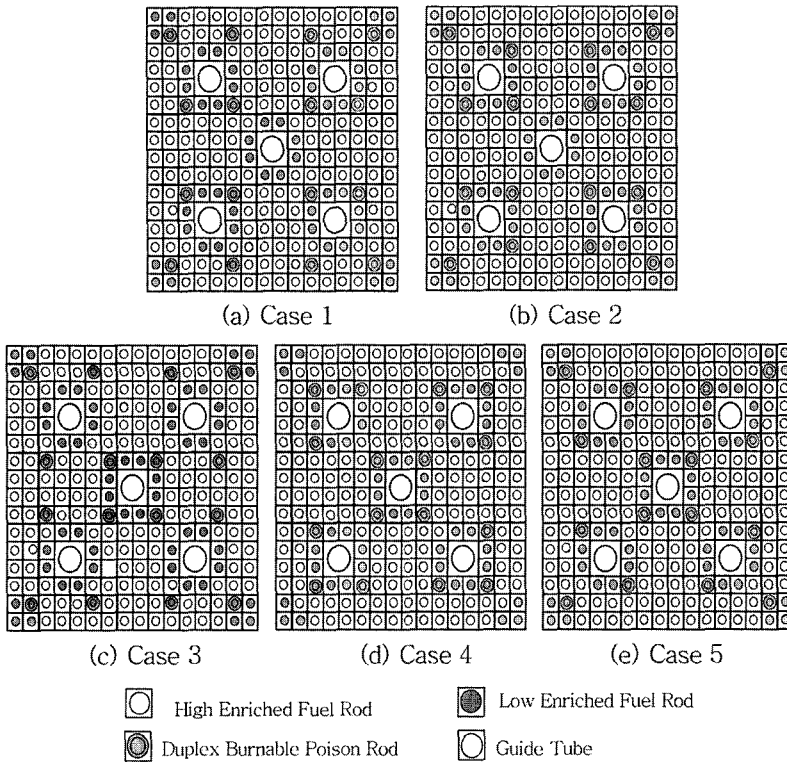 (a) Case 1
(b) Case 2
(c) Case 3
(d) Case 4
(e) Case 5
High Enriched Fuel Rod
Low Enriched Fuel Rod
Duplex Burnable Poison Rod
Guide Tube